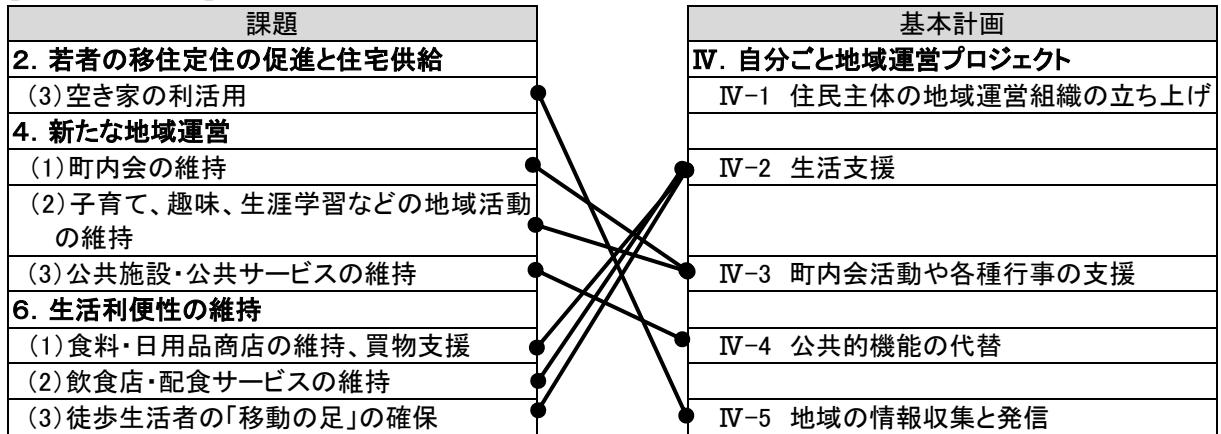 課題
2．若者の移住定住の促進と住宅供給
（3）空き家の利活用
4．新たな地域運営
（1）町内会の維持
（2）子育て、趣味、生涯学習などの地域活動
の維持
（3）公共施設・公共サービスの維持
6．生活利便性の維持
（1）食料・日用品商店の維持、買物支援
（2）飲食店・配食サービスの維持
（3）徒歩生活者の「移動の足」の確保
基本計画
Ⅳ．自分ごと地域運営プロジェクト
Ⅳ-1 住民主体の地域運営組織の立ち上げ
Ⅳ-2 生活支援
Ⅳ-3 町内会活動や各種行事の支援
Ⅳ-4 公共的機能の代替
Ⅳ-5 地域の情報収集と発信